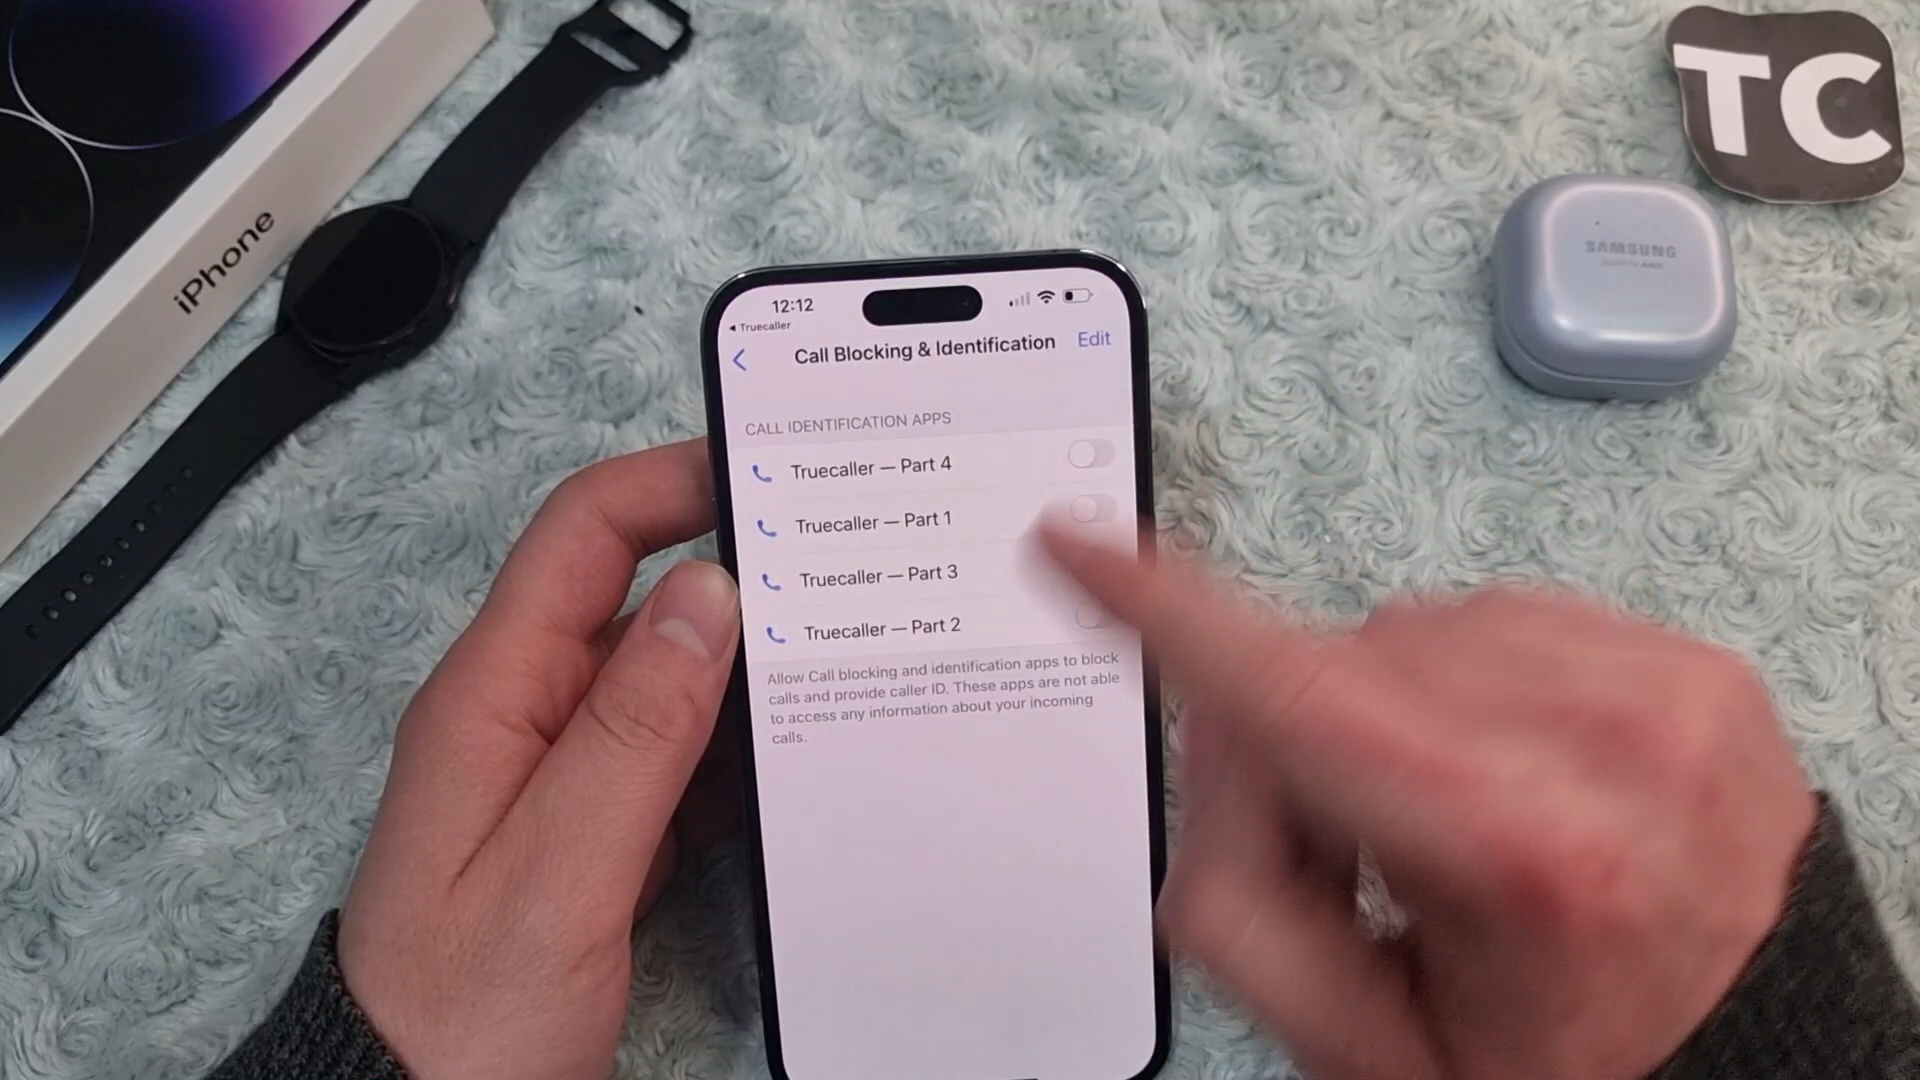 iPhone
TC
SAMSUNG
12:12
Truecaller
Call Blocking & Identification
Edit
CALL IDENTIFICATION APPS
Truecaller — Part 4
Truecaller — Part 1
Truecaller — Part 3
Truecaller — Part 2
Allow Call blocking and identification apps to block
calls and provide caller ID. These apps are not able
to access any information about your incoming
calls.